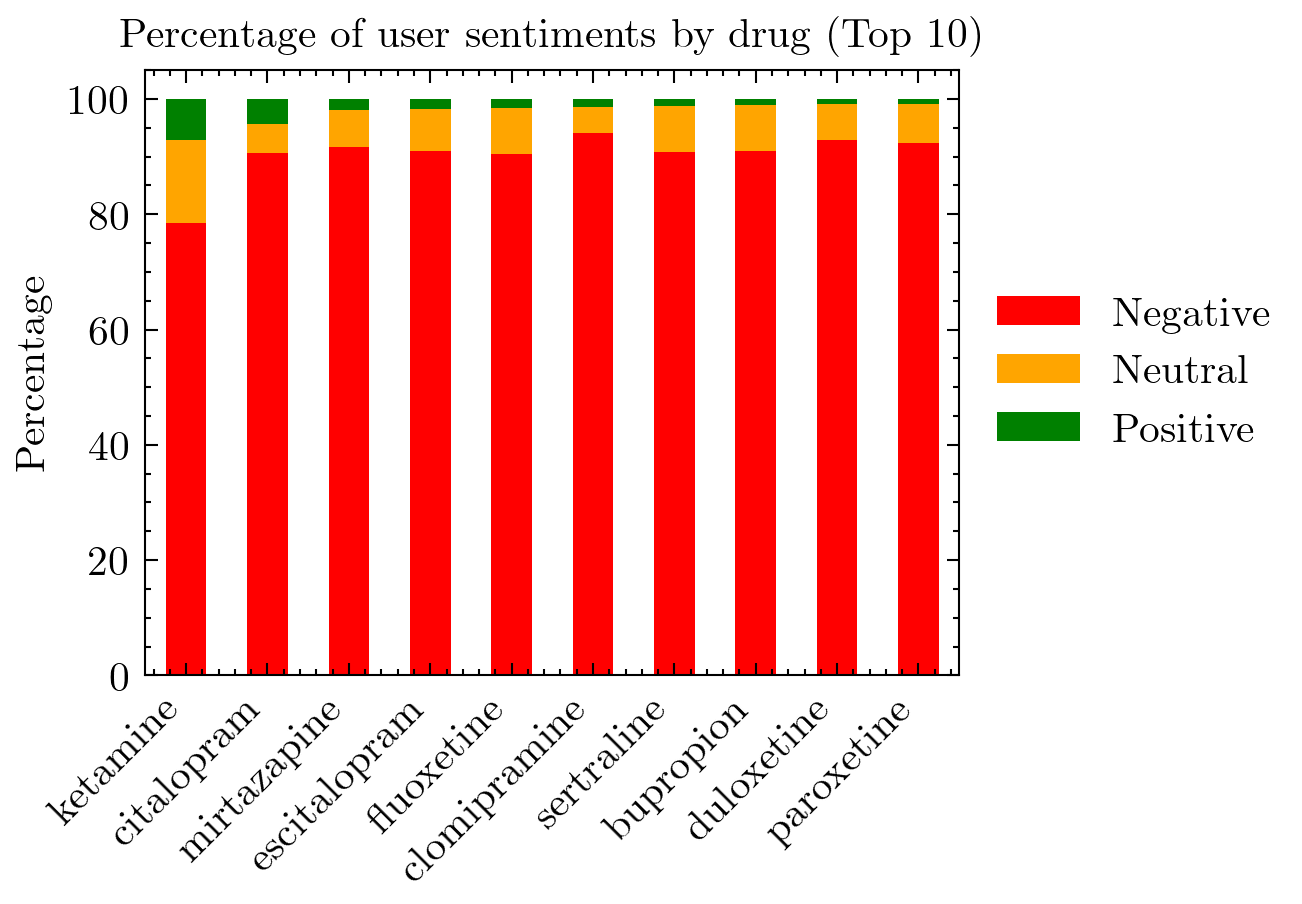 Percentage of user sentiments by drug (Top 10)
Percentage
100
80
60
40
20
0
ketamine
citalopram
mirtazapine
escitalopram
fluoxetine
clomipramine
sertraline
bupropion
duloxetine
paroxetine
Negative
Neutral
Positive